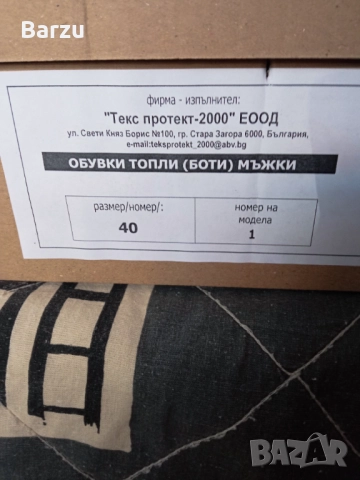 Barzu
фирма - изпълнител:
"Текс протект-2000" ЕООД
ул. Свети Княз Борис №100, гр. Стара Загора 6000, България,
e-mail:teksprotekt_2000@abv.bg
ОБУВКИ ТОПЛИ (БОТИ) МЪЖКИ
размер/номер/:
40
номер на
модела
1
BAZAR